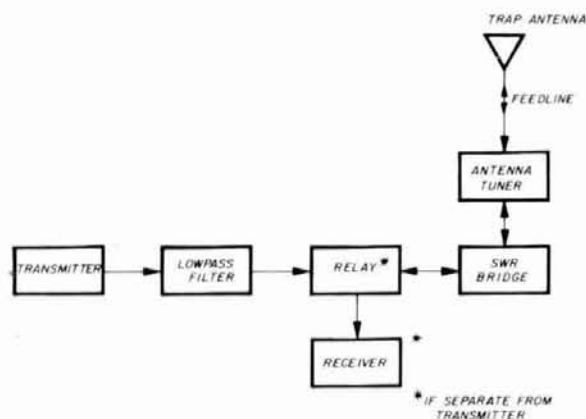 TRAP ANTENNA
FEEDLINE
ANTENNA
TUNER
TRANSMITTER
LOWPASS
FILTER
RELAY*
SWR
BRIDGE
RECEIVER
*
*IF SEPARATE FROM
TRANSMITTER